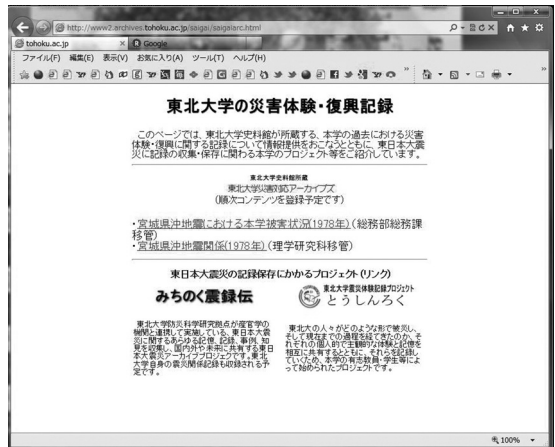 http://www2.archives.tohoku.ac.jp/saigai/saigaiarc.html
tohoku.ac.jp
Google
ファイル(F) 編集(E) 表示(V) お気に入り(A) ツール(T) ヘルプ(H)
東北大学の災害体験・復興記録
このページでは、東北大学史料館が所蔵する、本学の過去における災害
体験・復興に関する記録について情報提供をおこなうとともに、東日本大震
災に記録の収集・保存に関わる本学のプロジェクト等をご紹介しています。
東北大学史料館所蔵
東北大学災害対応アーカイブズ
(順次コンテンツを登録予定です)
・宮城県沖地震における本学被害状況(1978年)(総務部総務課
移管)
・宮城県沖地震関係(1978年)(理学研究科移管)
東日本大震災の記録保存にかかるプロジェクト(リンク)
みちのく震録伝
東北大学防災科学研究拠点が産官学の
機関と連携して実施している、東日本大震
災に関するあらゆる記憶、記録、事例、知
見を収集し、国内外や未来に共有する東日
本大震災アーカイブプロジェクトです。東北
大学自身の震災関係記録も収録される予
定です。
東北大学震災体験記録プロジェクト
とうしんろく
東北大の人々がどのような形で被災し、
そして現在までの過程を経てきたのか、そ
れぞれの個人的で主観的な体験と記憶を
相互に共有するとともに、それらを記録し
ていくため、本学の有志教員・学生等によ
って始められたプロジェクトです。
100%